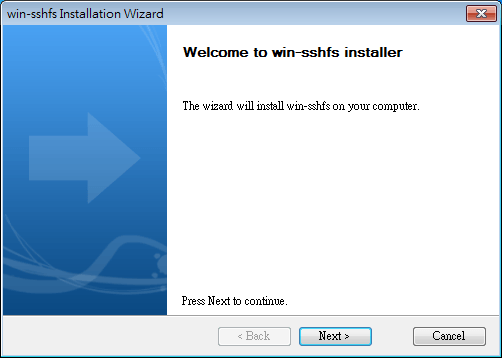 win-sshfs Installation Wizard
Welcome to win-sshfs installer
The wizard will install win-sshfs on your computer.
Press Next to continue.
< Back
Next >
Cancel